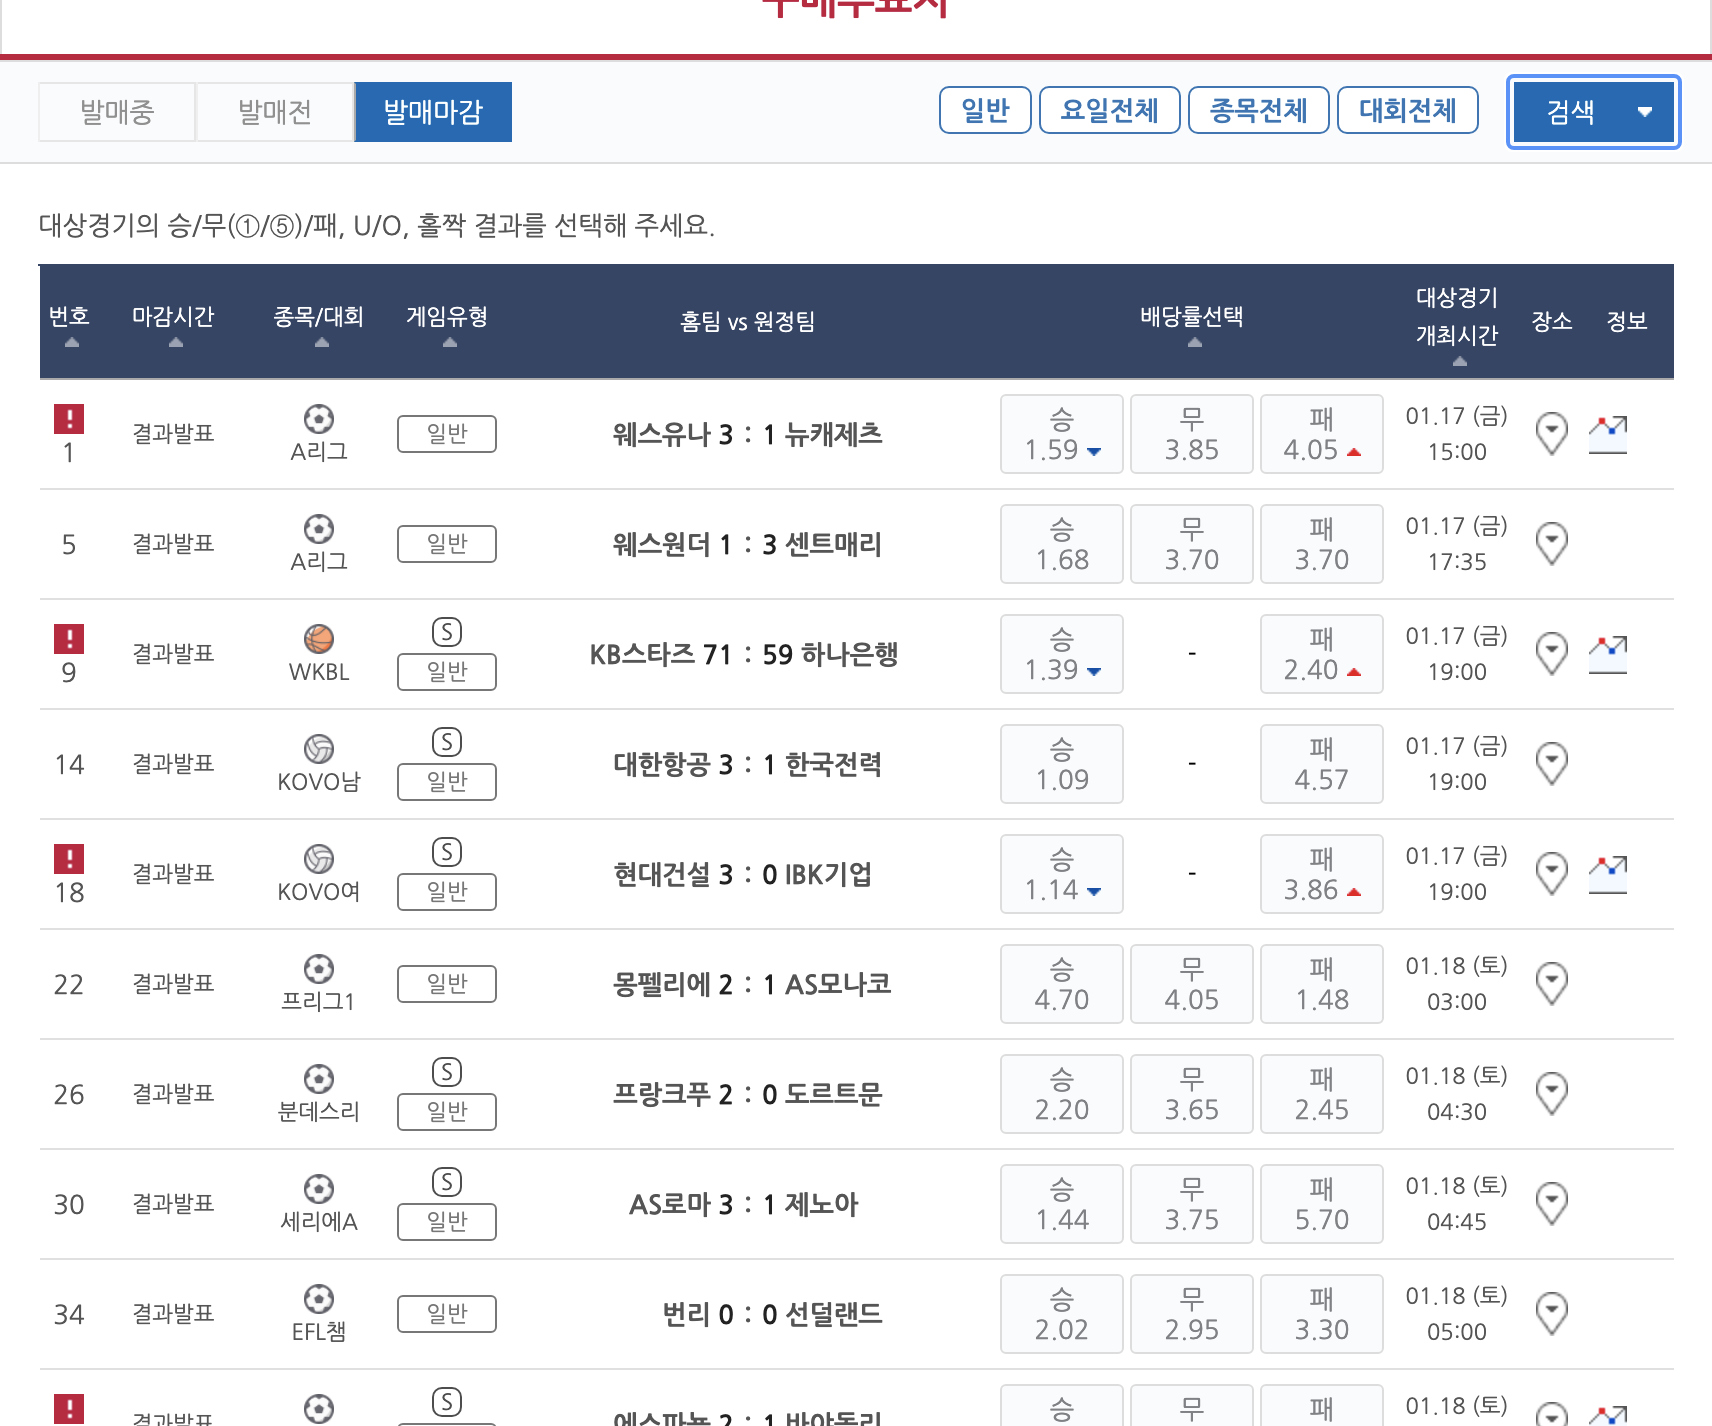 구매투표지
발매중 발매전 발매마감 일반 요일전체 종목전체 대회전체 검색
대상경기의 승/무(①/⑤)/패, U/O, 홀짝 결과를 선택해 주세요.
번호 마감시간 종목/대회 게임유형 홈팀 vs 원정팀 배당률선택 대상경기 개최시간 장소 정보
! 1 결과발표 A리그 일반 웨스유나 3 : 1 뉴캐제츠 승 1.59 무 3.85 패 4.05 01.17 (금) 15:00
5 결과발표 A리그 일반 웨스원더 1 : 3 센트매리 승 1.68 무 3.70 패 3.70 01.17 (금) 17:35
! 9 결과발표 WKBL S 일반 KB스타즈 71 : 59 하나은행 승 1.39 - 패 2.40 01.17 (금) 19:00
14 결과발표 KOVO남 S 일반 대한항공 3 : 1 한국전력 승 1.09 - 패 4.57 01.17 (금) 19:00
! 18 결과발표 KOVO여 S 일반 현대건설 3 : 0 IBK기업 승 1.14 - 패 3.86 01.17 (금) 19:00
22 결과발표 프리그1 일반 몽펠리에 2 : 1 AS모나코 승 4.70 무 4.05 패 1.48 01.18 (토) 03:00
26 결과발표 분데스리 S 일반 프랑크푸 2 : 0 도르트문 승 2.20 무 3.65 패 2.45 01.18 (토) 04:30
30 결과발표 세리에A S 일반 AS로마 3 : 1 제노아 승 1.44 무 3.75 패 5.70 01.18 (토) 04:45
34 결과발표 EFL챔 일반 번리 0 : 0 선덜랜드 승 2.02 무 2.95 패 3.30 01.18 (토) 05:00
! 결과발표 S 에스파뇰 2 : 1 바야돌리 승 무 패 01.18 (토)